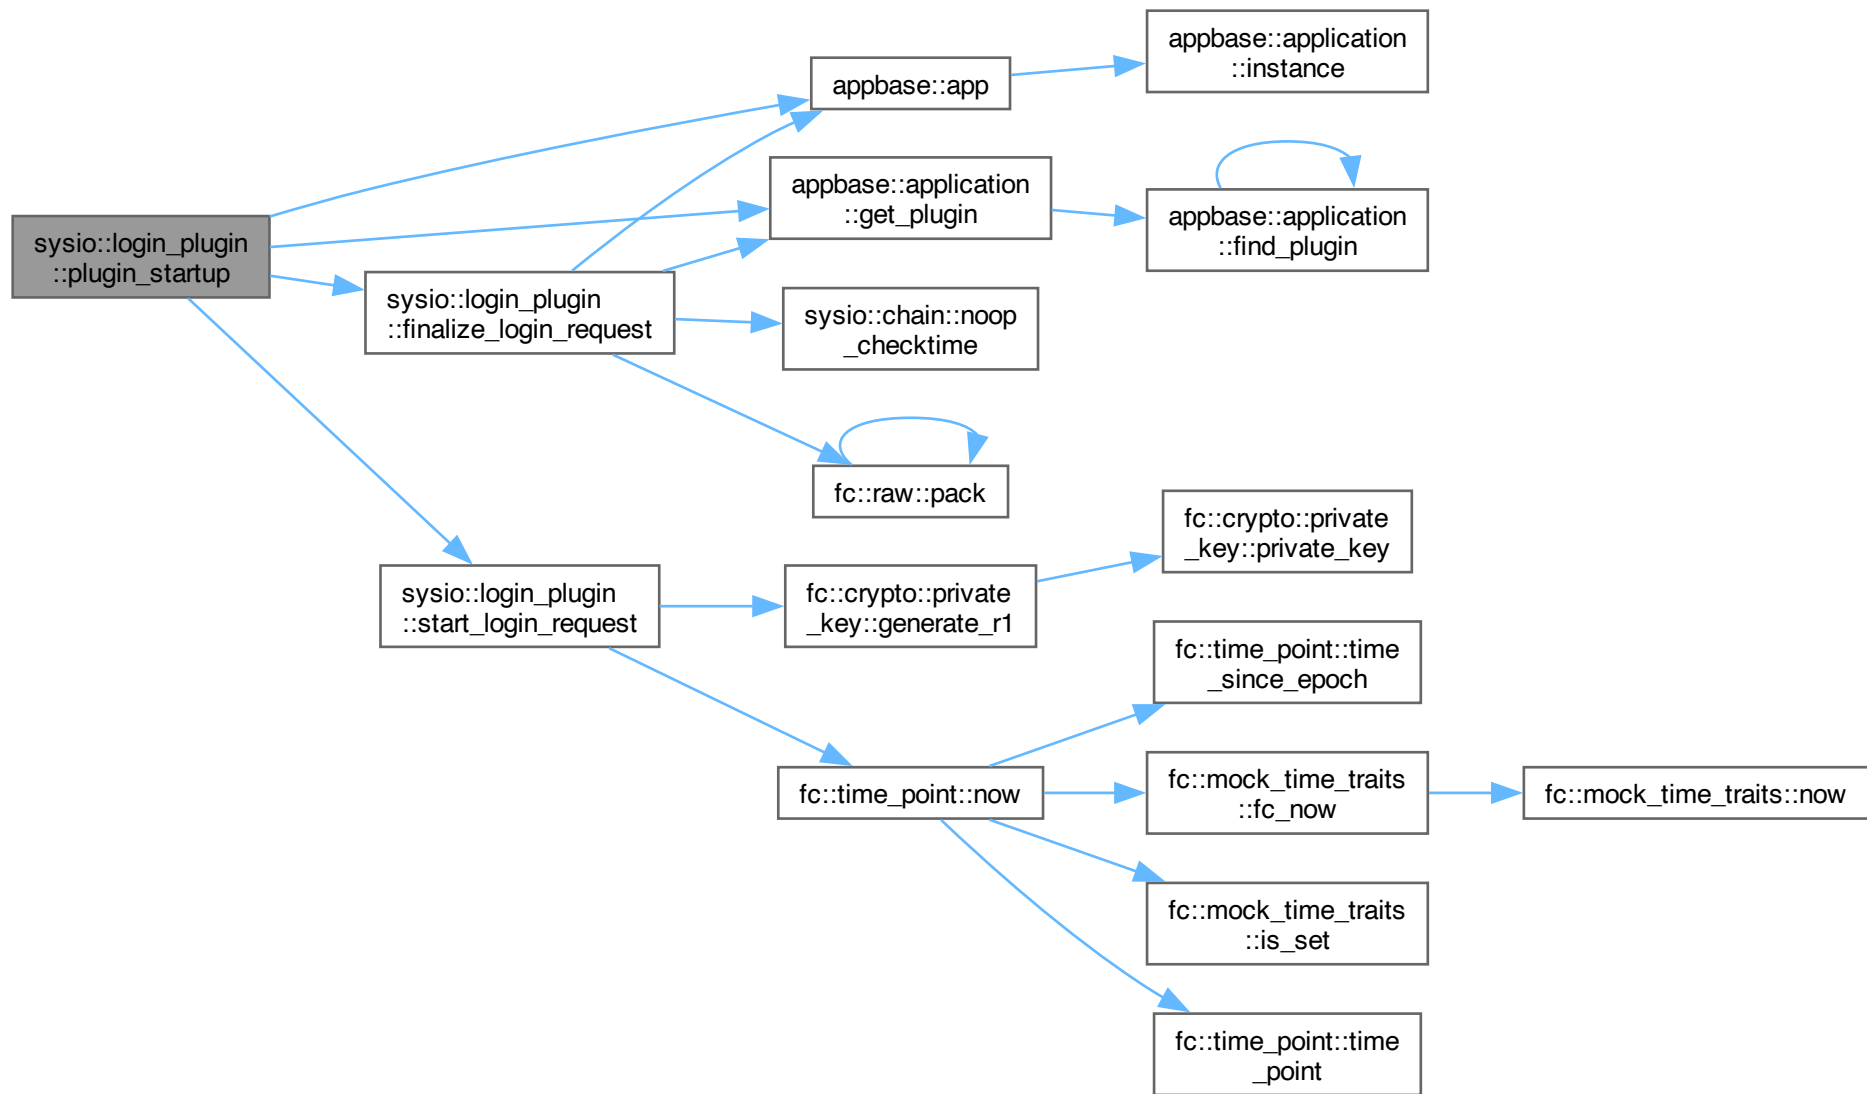 sysio::login_plugin
::plugin_startup
appbase::app
appbase::application
::instance
appbase::application
::get_plugin
appbase::application
::find_plugin
sysio::login_plugin
::finalize_login_request
sysio::chain::noop
_checktime
fc::raw::pack
sysio::login_plugin
::start_login_request
fc::crypto::private
_key::generate_r1
fc::crypto::private
_key::private_key
fc::time_point::now
fc::time_point::time
_since_epoch
fc::mock_time_traits
::fc_now
fc::mock_time_traits::now
fc::mock_time_traits
::is_set
fc::time_point::time
_point